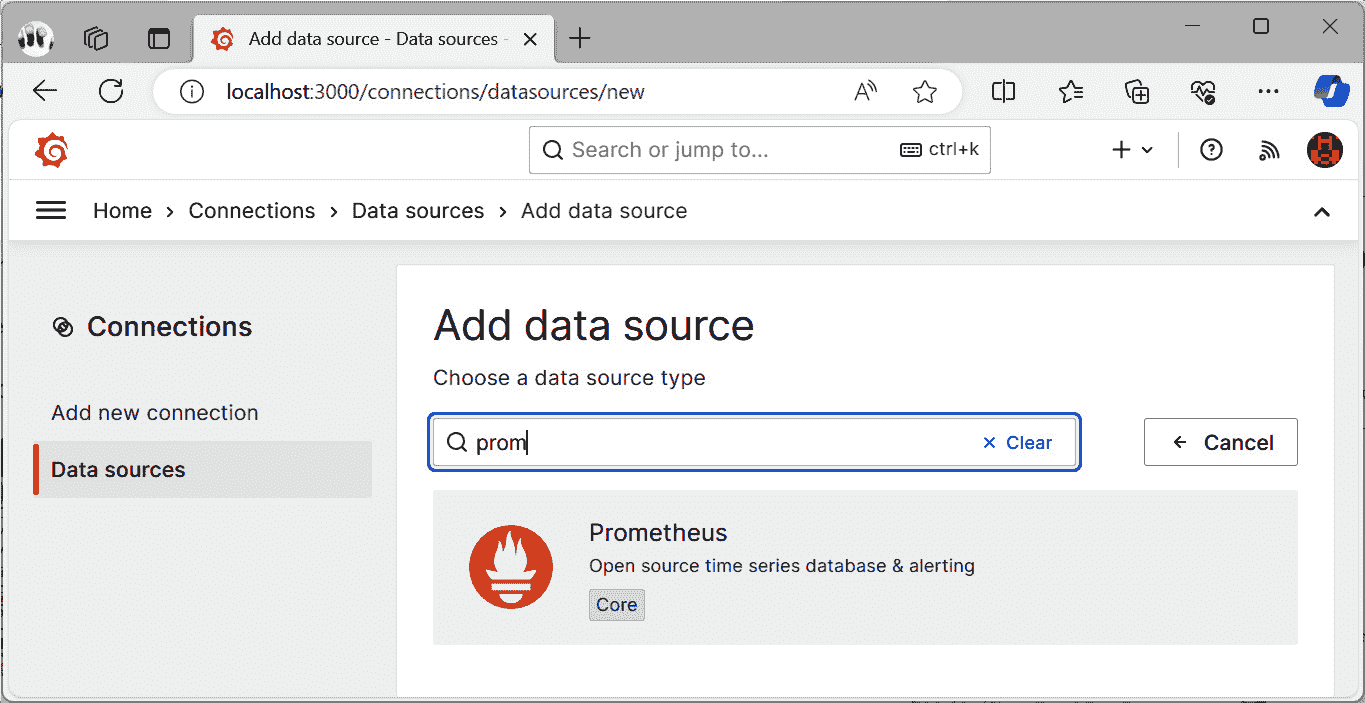 Add data source - Data sources -
localhost:3000/connections/datasources/new
Search or jump to... ctrl+k
Home › Connections › Data sources › Add data source
Connections
Add new connection
Data sources
Add data source
Choose a data source type
prom Clear
Cancel
Prometheus
Open source time series database & alerting
Core